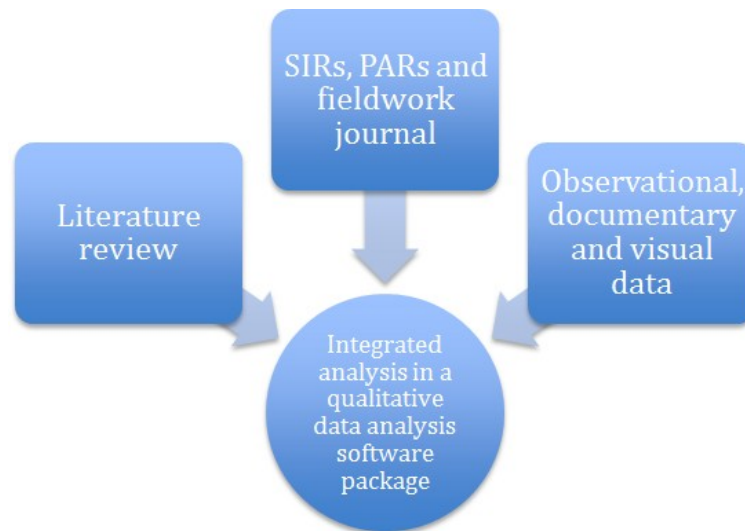 SIRs, PARs and
fieldwork
journal
Literature
review
Observational,
documentary
and visual
data
Integrated
analysis in a
qualitative
data analysis
software
package